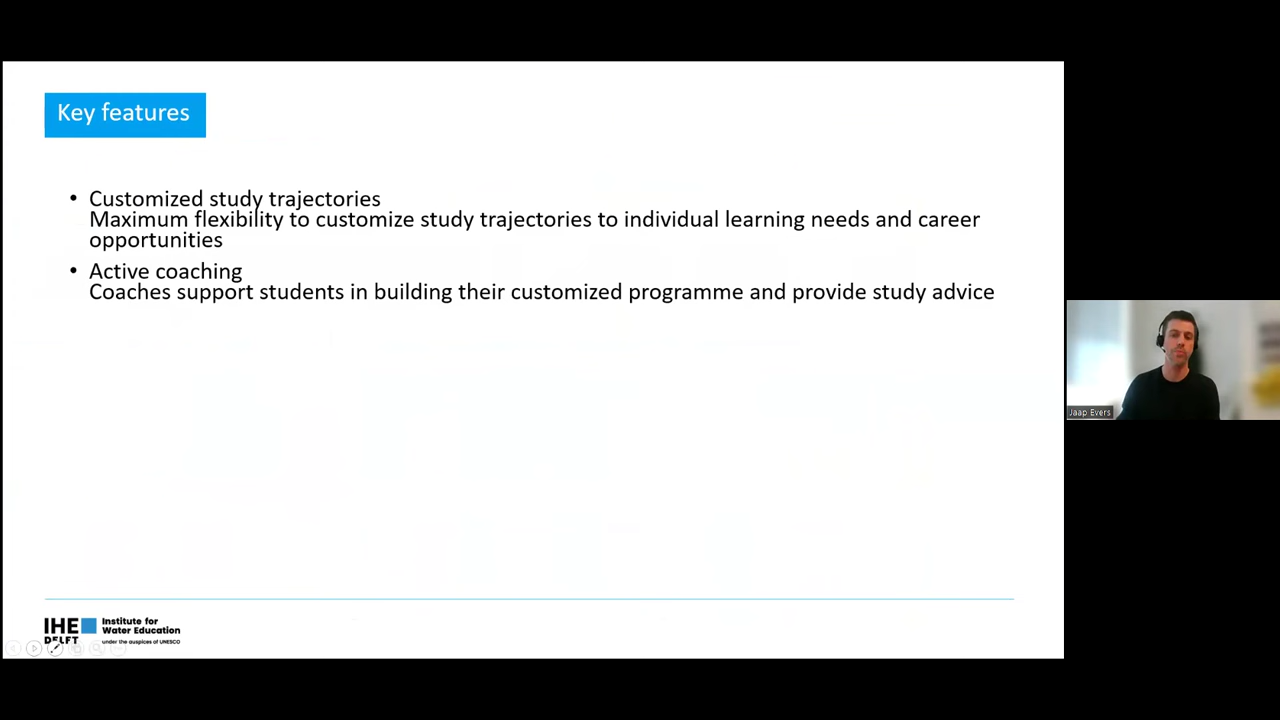 Key features
• Customized study trajectories
Maximum flexibility to customize study trajectories to individual learning needs and career
opportunities
• Active coaching
Coaches support students in building their customized programme and provide study advice
Jaap Evers
IHE
DELFT
Institute for
Water Education
under the auspices of UNESCO